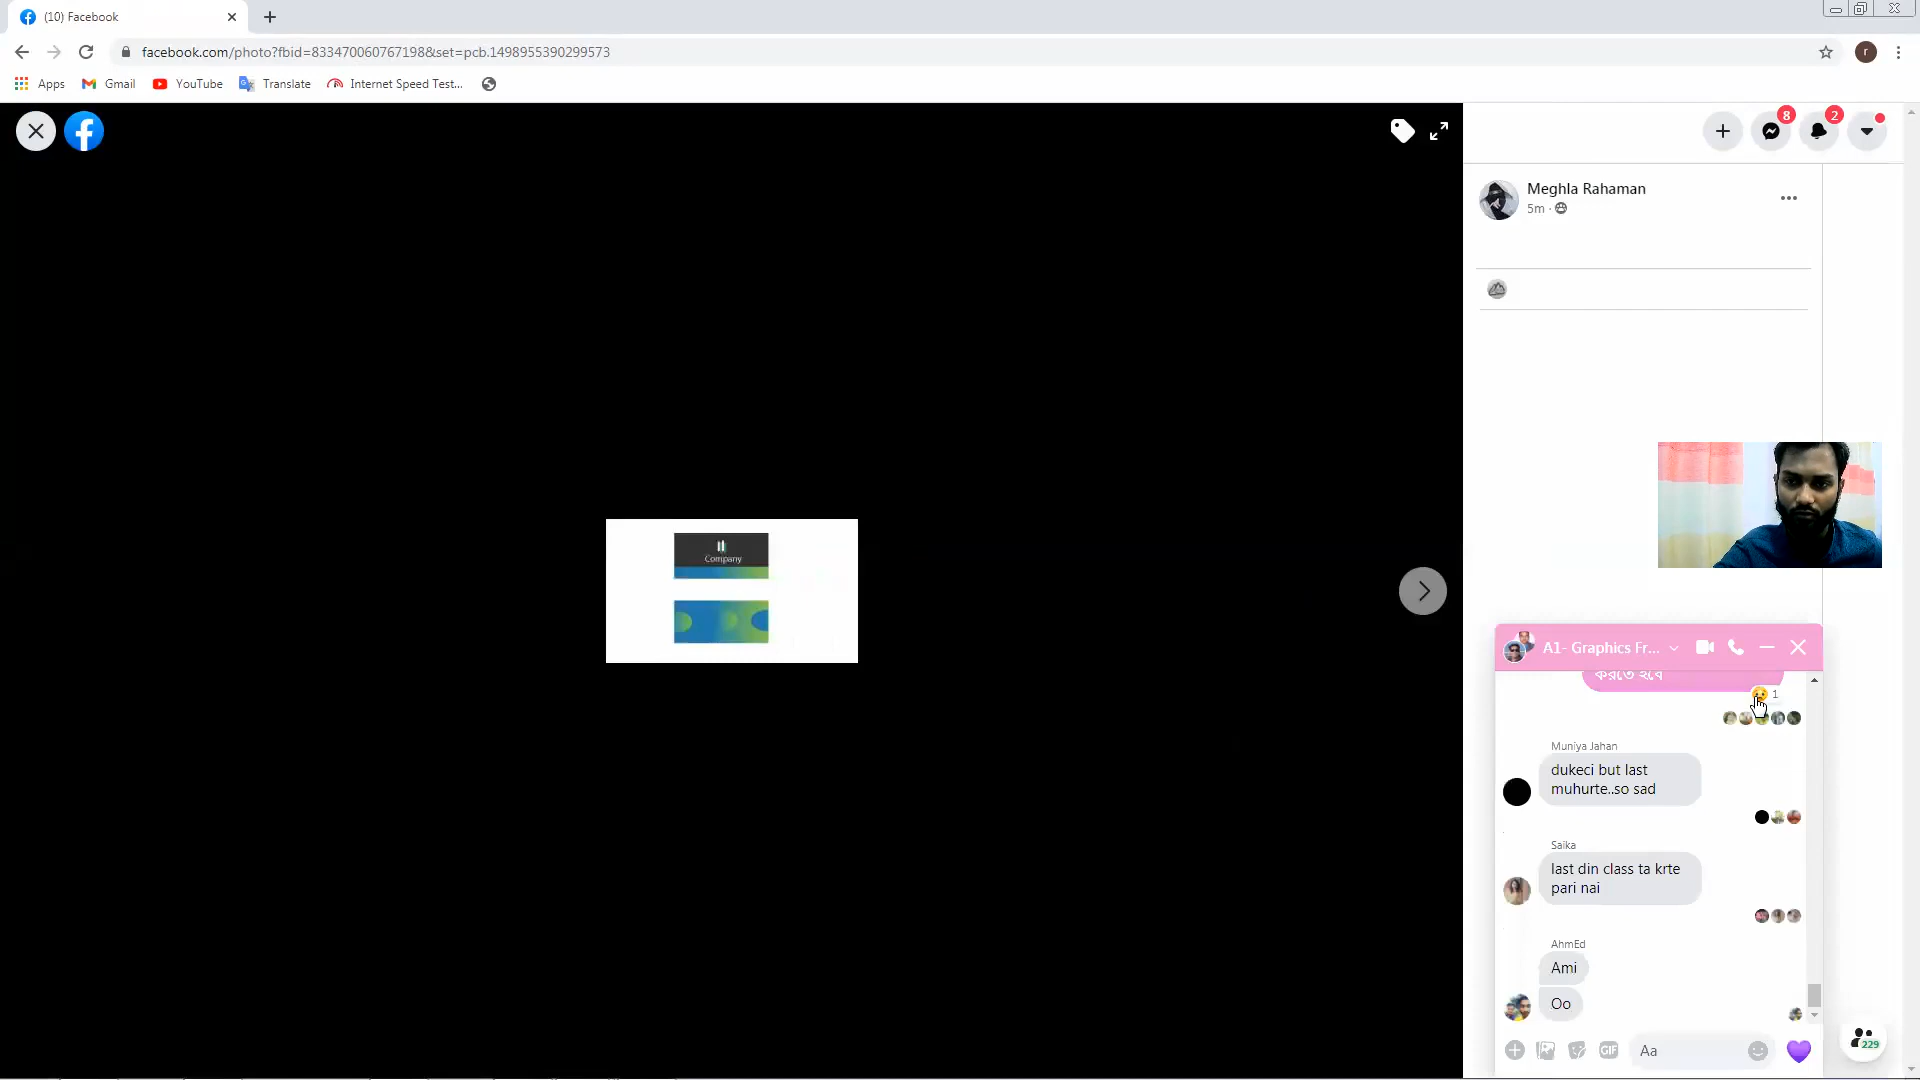 (10) Facebook
facebook.com/photo?fbid=833470060767198&set=pcb.1498955390299573
r
Apps
Gmail
YouTube
Translate
Internet Speed Test...
8
2
Meghla Rahaman
5m ·
Company
A1- Graphics Fr...
করতে হবে
1
Muniya Jahan
dukeci but last
muhurte..so sad
Saika
last din class ta krte
pari nai
AhmEd
Ami
Oo
GIF
Aa
229